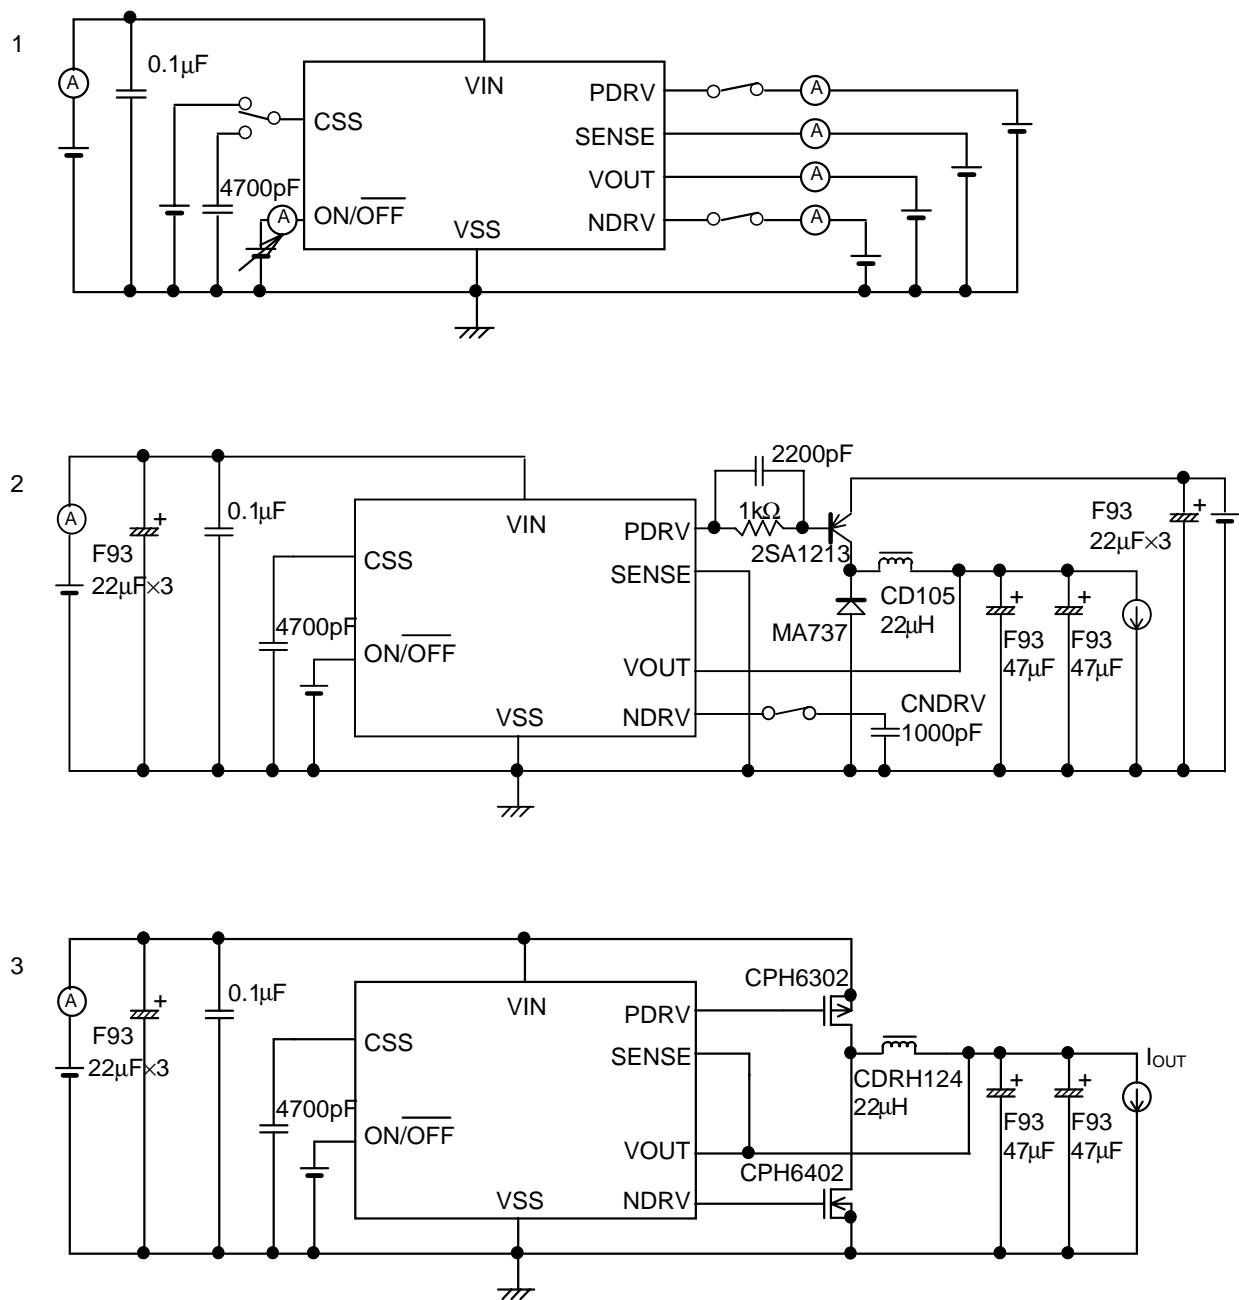 1
A
0.1μF
VIN
PDRV
A
CSS
SENSE
A
4700pF
VOUT
A
A
ON/OFF
VSS
NDRV
A
2
2200pF
A
0.1μF
1kΩ
F93
VIN
PDRV
F93
+
+
22μF×3
CSS
2SA1213
22μF×3
SENSE
CD105
+
+
4700pF
MA737
22μH
F93
F93
ON/OFF
VOUT
47μF
47μF
CNDRV
VSS
NDRV
1000pF
3
CPH6302
A
+
0.1μF
VIN
PDRV
F93
CSS
SENSE
IOUT
22μF×3
CDRH124
+
+
4700pF
22μH
F93
F93
ON/OFF
VOUT
47μF
47μF
CPH6402
VSS
NDRV